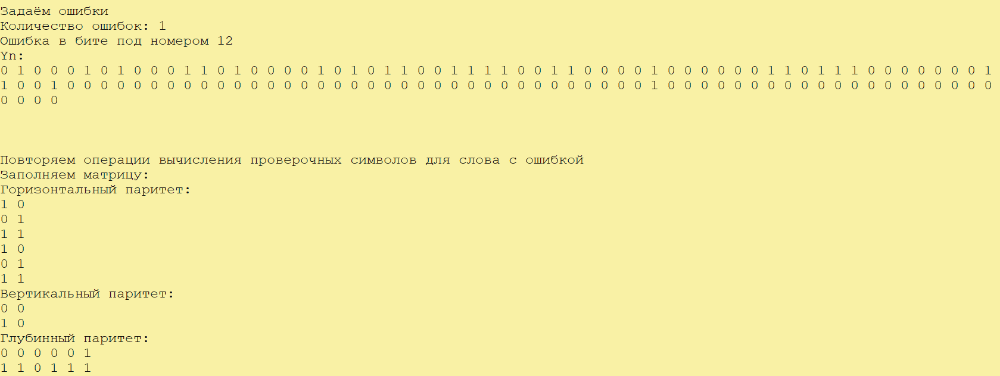 Задаём ошибки
Количество ошибок: 1
Ошибка в бите под номером 12
Yn:
0 1 0 0 0 1 0 1 0 0 0 1 1 0 1 0 0 0 0 1 0 1 0 1 1 0 0 1 1 1 1 0 0 1 1 0 0 0 0 1 0 0 0 0 0 0 1 1 0 1 1 1 0 0 0 0 0 0 0 1
1 0 0 1 0 0 0 0 0 0 0 0 0 0 0 0 0 0 0 0 0 0 0 0 0 0 0 0 0 0 0 0 0 0 0 0 0 0 0 1 0 0 0 0 0 0 0 0 0 0 0 0 0 0 0 0 0 0 0 0
0 0 0 0
Повторяем операции вычисления проверочных символов для слова с ошибкой
Заполняем матрицу:
Горизонтальный паритет:
1 0
0 1
1 1
1 0
0 1
1 1
Вертикальный паритет:
0 0
1 0
Глубинный паритет:
0 0 0 0 0 1
1 1 0 1 1 1